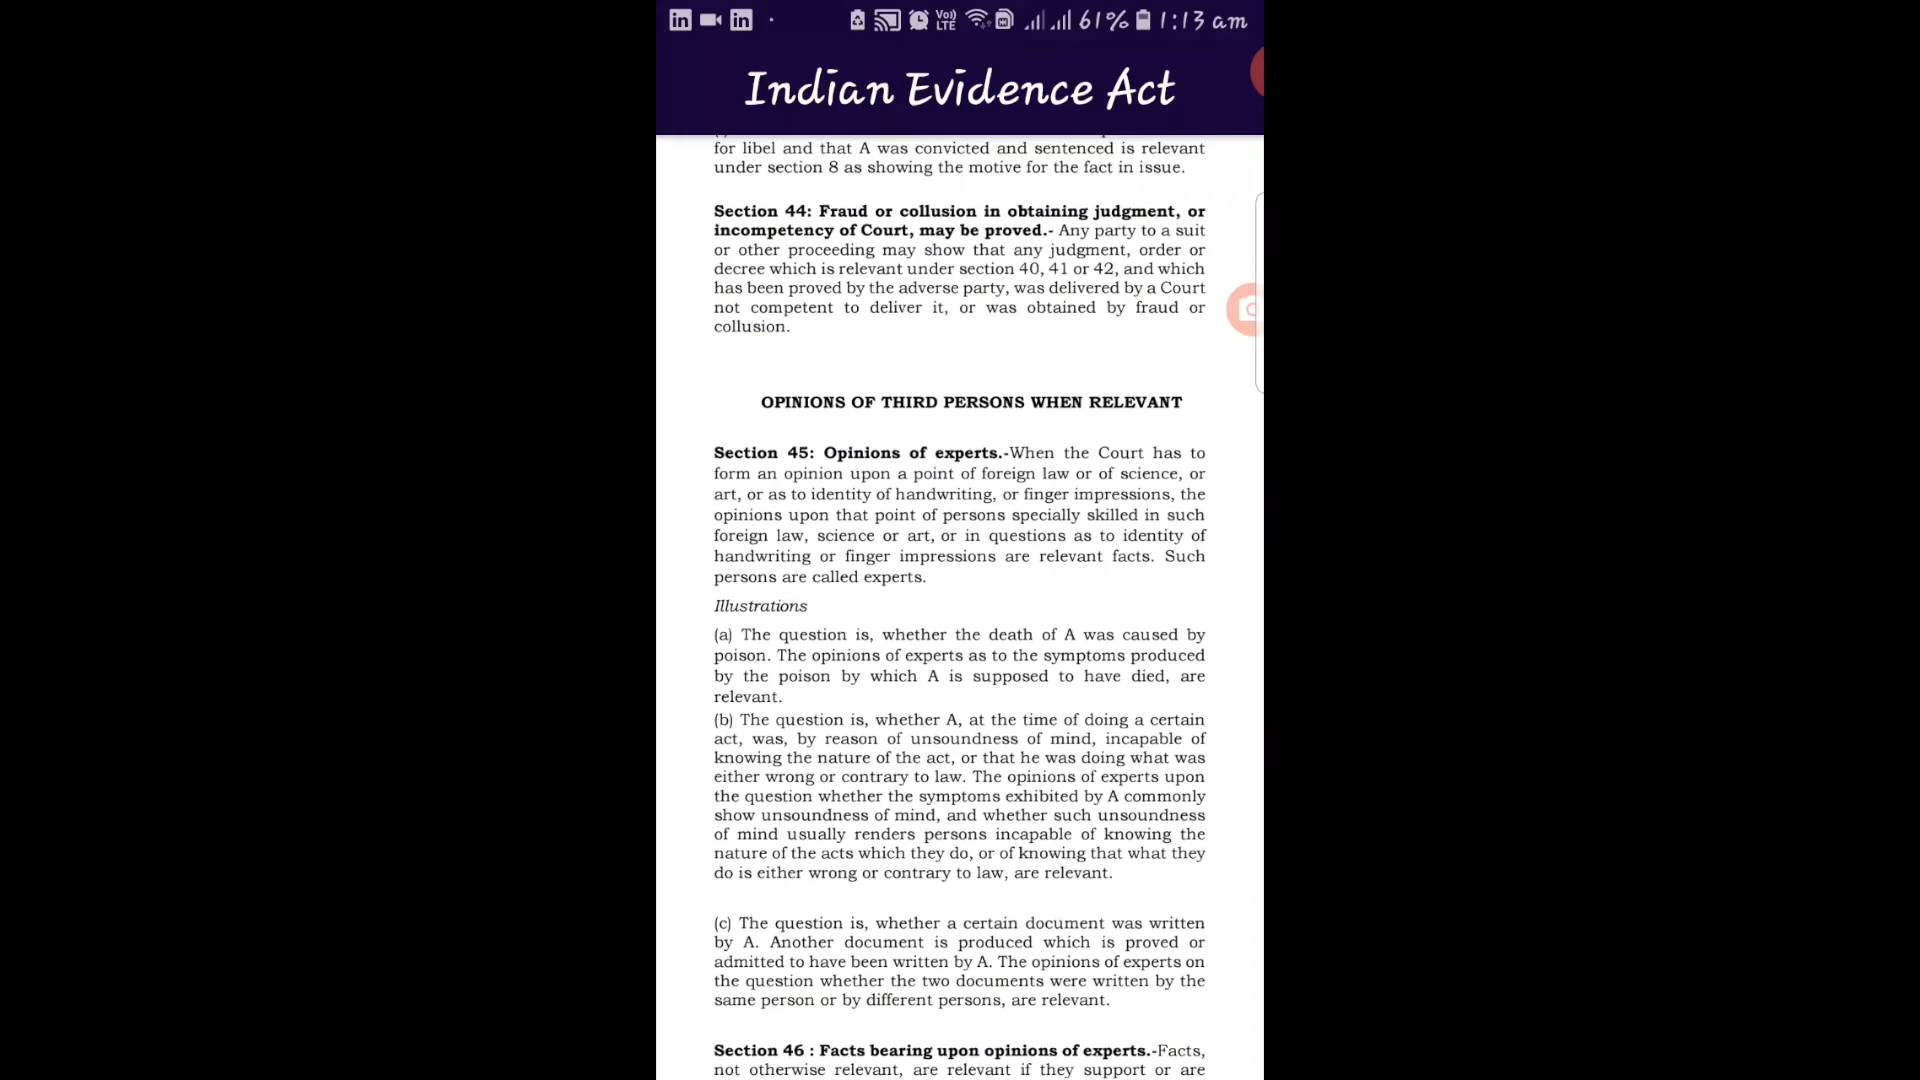 in in · Vo)) LTE 61% 1:13 am
Indian Evidence Act
for libel and that A was convicted and sentenced is relevant
under section 8 as showing the motive for the fact in issue.
Section 44: Fraud or collusion in obtaining judgment, or
incompetency of Court, may be proved.- Any party to a suit
or other proceeding may show that any judgment, order or
decree which is relevant under section 40, 41 or 42, and which
has been proved by the adverse party, was delivered by a Court
not competent to deliver it, or was obtained by fraud or
collusion.
OPINIONS OF THIRD PERSONS WHEN RELEVANT
Section 45: Opinions of experts.-When the Court has to
form an opinion upon a point of foreign law or of science, or
art, or as to identity of handwriting, or finger impressions, the
opinions upon that point of persons specially skilled in such
foreign law, science or art, or in questions as to identity of
handwriting or finger impressions are relevant facts. Such
persons are called experts.
Illustrations
(a) The question is, whether the death of A was caused by
poison. The opinions of experts as to the symptoms produced
by the poison by which A is supposed to have died, are
relevant.
(b) The question is, whether A, at the time of doing a certain
act, was, by reason of unsoundness of mind, incapable of
knowing the nature of the act, or that he was doing what was
either wrong or contrary to law. The opinions of experts upon
the question whether the symptoms exhibited by A commonly
show unsoundness of mind, and whether such unsoundness
of mind usually renders persons incapable of knowing the
nature of the acts which they do, or of knowing that what they
do is either wrong or contrary to law, are relevant.
(c) The question is, whether a certain document was written
by A. Another document is produced which is proved or
admitted to have been written by A. The opinions of experts on
the question whether the two documents were written by the
same person or by different persons, are relevant.
Section 46 : Facts bearing upon opinions of experts.-Facts,
not otherwise relevant, are relevant if they support or are